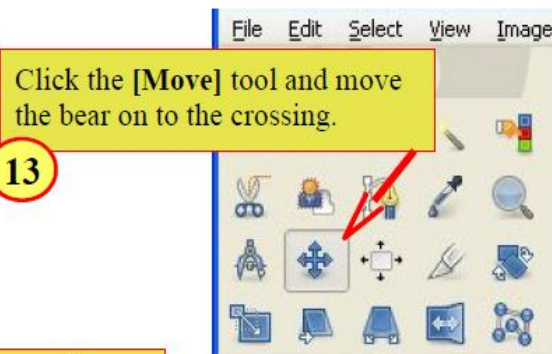 File Edit Select View Image
Click the [Move] tool and move
the bear on to the crossing.
13